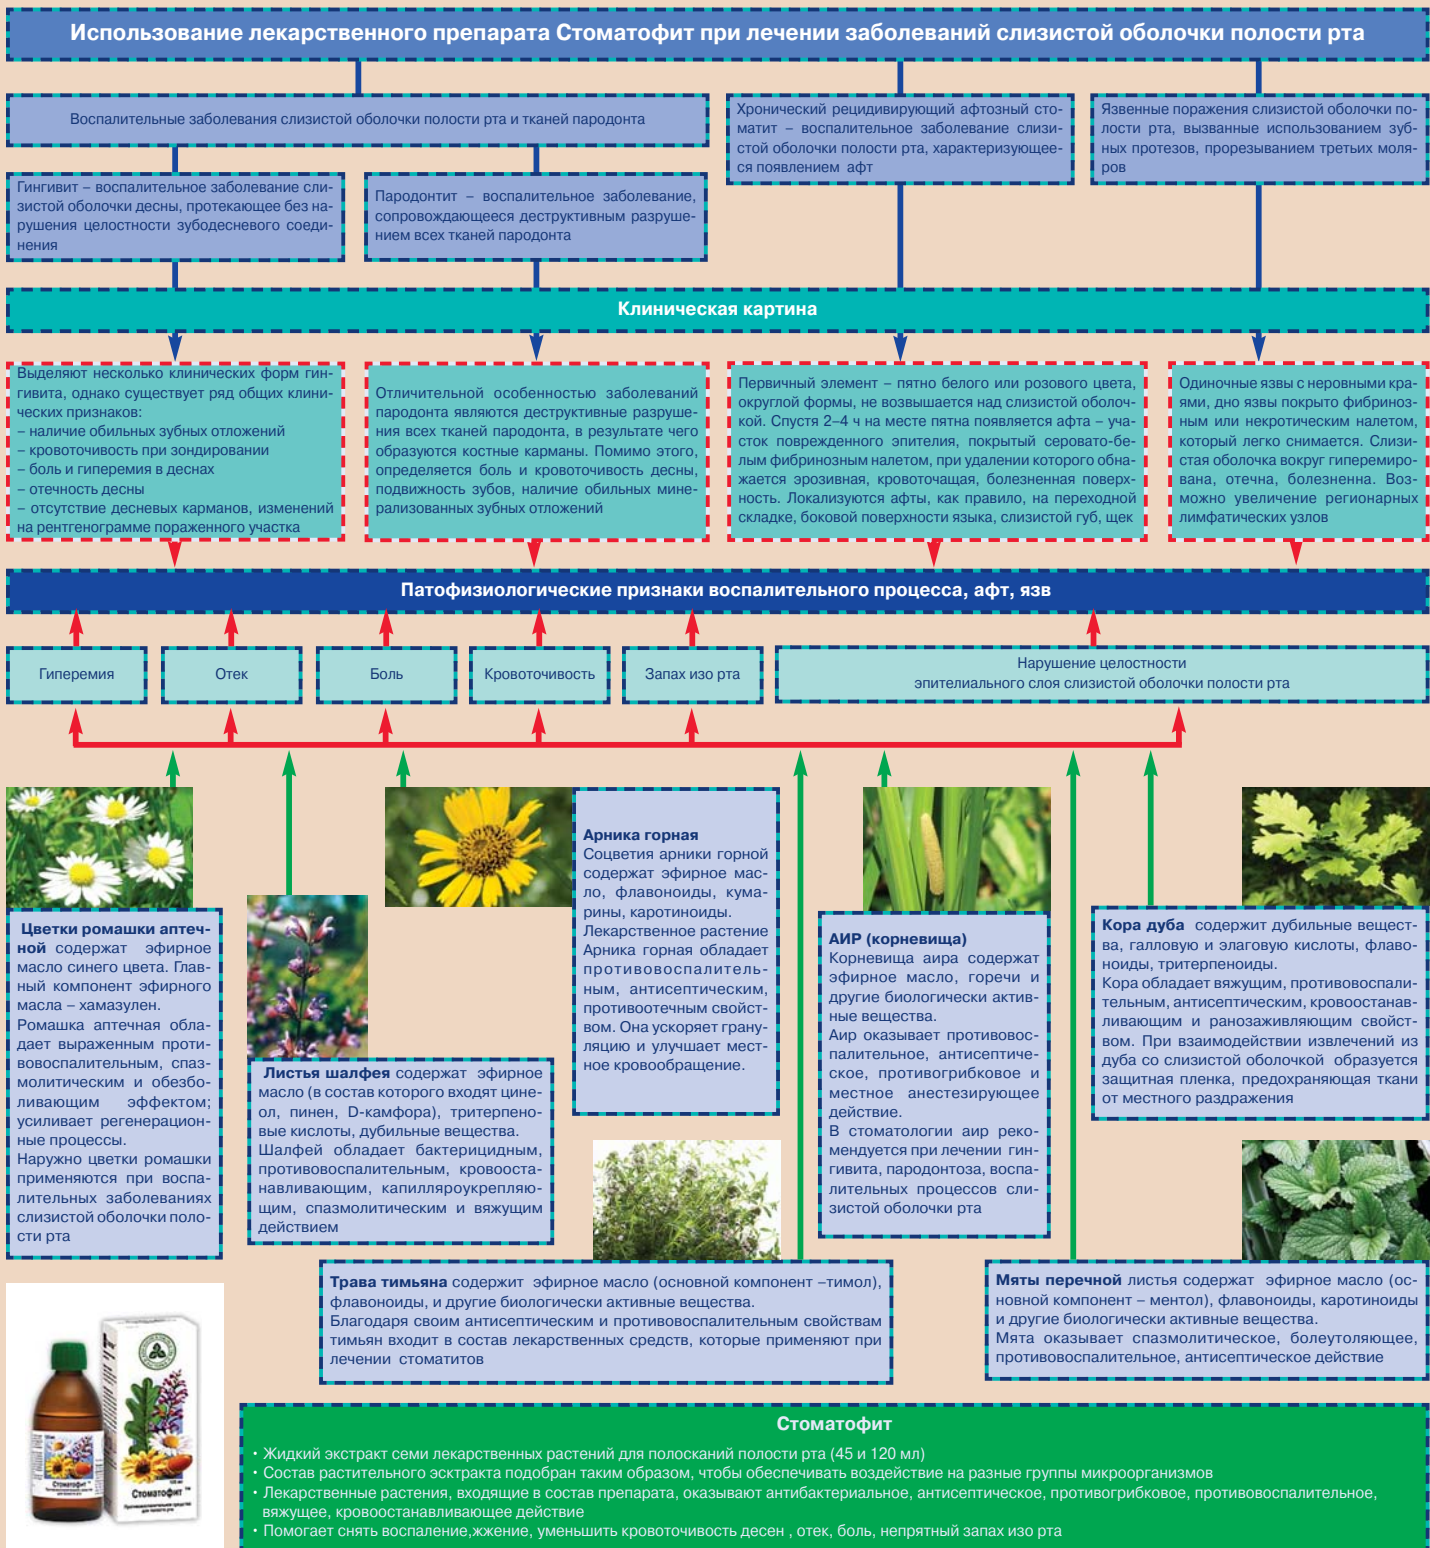 Использование лекарственного препарата Стоматофит при лечении заболеваний слизистой оболочки полости рта
Воспалительные заболевания слизистой оболочки полости рта и тканей пародонта
Хронический рецидивирующий афтозный сто-
матит – воспалительное заболевание слизи-
стой оболочки полости рта, характеризующее-
ся появлением афт
Язвенные поражения слизистой оболочки по-
лости рта, вызванные использованием зуб-
ных протезов, прорезыванием третьих моля-
ров
Гингивит – воспалительное заболевание сли-
зистой оболочки десны, протекающее без на-
рушения целостности зубодесневого соеди-
нения
Пародонтит – воспалительное заболевание,
сопровождающееся деструктивным разруше-
нием всех тканей пародонта
Клиническая картина
Выделяют несколько клинических форм гин-
гивита, однако существует ряд общих клини-
ческих признаков:
– наличие обильных зубных отложений
– кровоточивость при зондировании
– боль и гиперемия в деснах
– отечность десны
– отсутствие десневых карманов, изменений
на рентгенограмме пораженного участка
Отличительной особенностью заболеваний
пародонта являются деструктивные разруше-
ния всех тканей пародонта, в результате чего
образуются костные карманы. Помимо этого,
определяется боль и кровоточивость десны,
подвижность зубов, наличие обильных мине-
рализованных зубных отложений
Первичный элемент – пятно белого или розового цвета,
округлой формы, не возвышается над слизистой оболоч-
кой. Спустя 2–4 ч на месте пятна появляется афта – уча-
сток поврежденного эпителия, покрытый серовато-бе-
лым фибринозным налетом, при удалении которого обна-
жается эрозивная, кровоточащая, болезненная поверх-
ность. Локализуются афты, как правило, на переходной
складке, боковой поверхности языка, слизистой губ, щек
Одиночные язвы с неровными кра-
ями, дно язвы покрыто фибриноз-
ным или некротическим налетом,
который легко снимается. Слизи-
стая оболочка вокруг гиперемиро-
вана, отечна, болезненна. Воз-
можно увеличение регионарных
лимфатических узлов
Патофизиологические признаки воспалительного процесса, афт, язв
Гиперемия
Отек
Боль
Кровоточивость
Запах изо рта
Нарушение целостности
эпителиального слоя слизистой оболочки полости рта
Цветки ромашки аптеч-
ной содержат эфирное
масло синего цвета. Глав-
ный компонент эфирного
масла – хамазулен.
Ромашка аптечная обла-
дает выраженным проти-
вовоспалительным, спаз-
молитическим и обезбо-
ливающим эффектом;
усиливает регенерацион-
ные процессы.
Наружно цветки ромашки
применяются при воспа-
лительных заболеваниях
слизистой оболочки поло-
сти рта
Листья шалфея содержат эфирное
масло (в состав которого входят цине-
ол, пинен, D-камфора), тритерпено-
вые кислоты, дубильные вещества.
Шалфей обладает бактерицидным,
противовоспалительным, кровооста-
навливающим, капилляроукрепляю-
щим, спазмолитическим и вяжущим
действием
Арника горная
Соцветия арники горной
содержат эфирное мас-
ло, флавоноиды, кума-
рины, каротиноиды.
Лекарственное растение
Арника горная обладает
противовоспалитель-
ным, антисептическим,
противоотечным свойст-
вом. Она ускоряет грану-
ляцию и улучшает мест-
ное кровообращение.
АИР (корневища)
Корневища аира содержат
эфирное масло, горечи и
другие биологически актив-
ные вещества.
Аир оказывает противовос-
палительное, антисептиче-
ское, противогрибковое и
местное анестезирующее
действие.
В стоматологии аир реко-
мендуется при лечении гин-
гивита, пародонтоза, воспа-
лительных процессов сли-
зистой оболочки рта
Кора дуба содержит дубильные вещест-
ва, галловую и элаговую кислоты, флаво-
ноиды, тритерпеноиды.
Кора обладает вяжущим, противовоспали-
тельным, антисептическим, кровоостанав-
ливающим и ранозаживляющим свойст-
вом. При взаимодействии извлечений из
дуба со слизистой оболочкой образуется
защитная пленка, предохраняющая ткани
от местного раздражения
Трава тимьяна содержит эфирное масло (основной компонент –тимол),
флавоноиды, и другие биологически активные вещества.
Благодаря своим антисептическим и противовоспалительным свойствам
тимьян входит в состав лекарственных средств, которые применяют при
лечении стоматитов
Мяты перечной листья содержат эфирное масло (ос-
новной компонент – ментол), флавоноиды, каротиноиды
и другие биологически активные вещества.
Мята оказывает спазмолитическое, болеутоляющее,
противовоспалительное, антисептическое действие
Стоматофит
Стоматофит™
Стоматофит
• Жидкий экстракт семи лекарственных растений для полосканий полости рта (45 и 120 мл)
• Состав растительного эсктракта подобран таким образом, чтобы обеспечивать воздействие на разные группы микроорганизмов
• Лекарственные растения, входящие в состав препарата, оказывают антибактериальное, антисептическое, противогрибковое, противовоспалительное,
вяжущее, кровоостанавливающее действие
• Помогает снять воспаление,жжение, уменьшить кровоточивость десен , отек, боль, непрятный запах изо рта